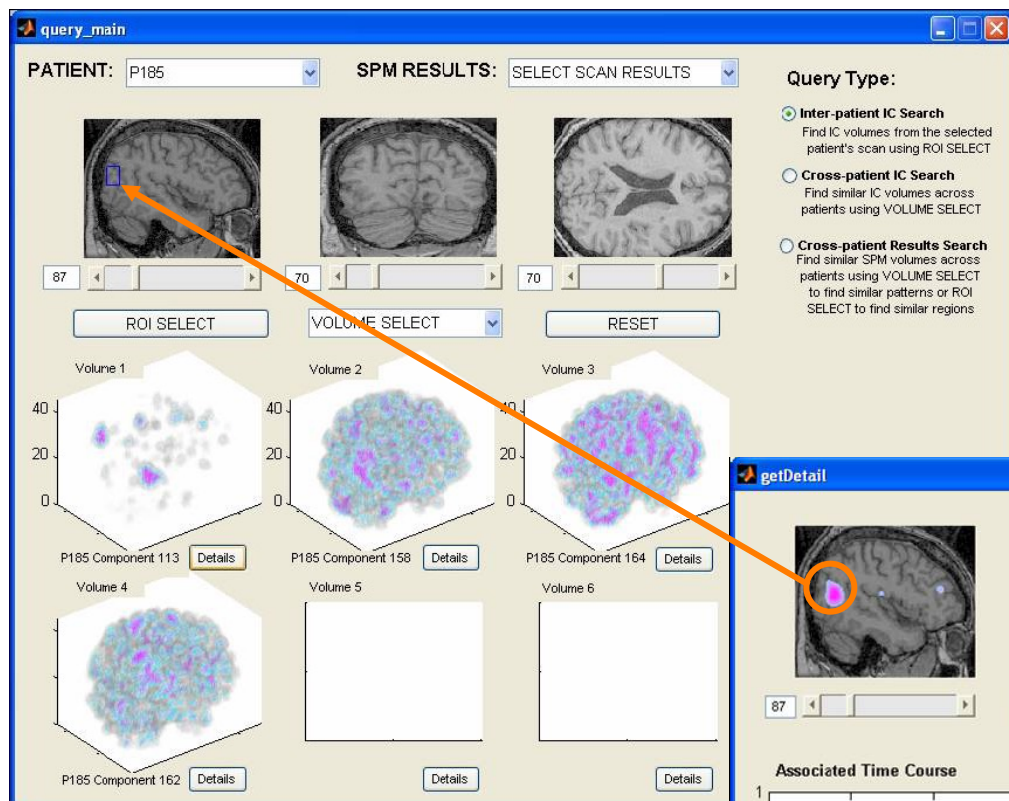 query_main
PATIENT: P185 SPM RESULTS: SELECT SCAN RESULTS
Query Type:
Inter-patient IC Search
Find IC volumes from the selected
patient's scan using ROI SELECT
Cross-patient IC Search
Find similar IC volumes across
patients using VOLUME SELECT
Cross-patient Results Search
Find similar SPM volumes across
patients using VOLUME SELECT
to find similar patterns or ROI
SELECT to find similar regions
87 70 70
ROI SELECT VOLUME SELECT RESET
Volume 1 Volume 2 Volume 3
40 40 40
20 20 20
0 0 0
P185 Component 113 Details P185 Component 158 Details P185 Component 164 Details
Volume 4 Volume 5 Volume 6
P185 Component 162 Details Details Details
getDetail
87
Associated Time Course
1